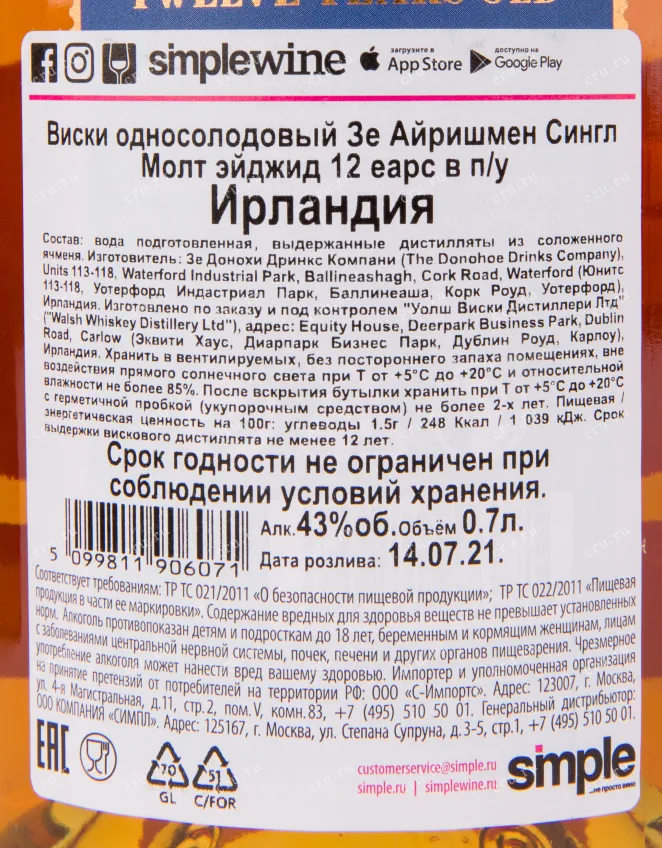 TWELVE YEARS OLD
simplewine загрузите в App Store доступно на Google Play
Виски односолодовый Зе Айришмен Сингл
Молт эйджид 12 еарс в п/у
Ирландия
Состав: вода подготовленная, выдержанные дистилляты из соложенного
ячменя. Изготовитель: Зе Донохи Дринкс Компани (The Donohoe Drinks Company),
Units 113-118, Waterford Industrial Park, Ballineashagh, Cork Road, Waterford (Юнитс
113-118, Уотерфорд Индастриал Парк, Баллинеаша, Корк Роуд, Уотерфорд),
Ирландия. Изготовлено по заказу и под контролем "Уолш Виски Дистиллери Лтд"
("Walsh Whiskey Distillery Ltd"), адрес: Equity House, Deerpark Business Park, Dublin
Road, Carlow (Эквити Хаус, Диарпарк Бизнес Парк, Дублин Роуд, Карлоу),
Ирландия. Хранить в вентилируемых, без постороннего запаха помещениях, вне
воздействия прямого солнечного света при Т от +5°С до +20°С и относительной
влажности не более 85%. После вскрытия бутылки хранить при Т от +5°С до +20°С
с герметичной пробкой (укупорочным средством) не более 2-х лет. Пищевая /
энергетическая ценность на 100г: углеводы 1.5г / 248 Ккал / 1 039 кДж. Срок
выдержки вискового дистиллята не менее 12 лет.
Срок годности не ограничен при
соблюдении условий хранения.
Алк.43%об.Объём 0.7л.
5 099811 906071
Дата розлива: 14.07.21.
Соответствует требованиям: ТР ТС 021/2011 «О безопасности пищевой продукции»; ТР ТС 022/2011 «Пищевая
продукция в части ее маркировки». Содержание вредных для здоровья веществ не превышает установленных
норм. Алкоголь противопоказан детям и подросткам до 18 лет, беременным и кормящим женщинам, лицам
с заболеваниями центральной нервной системы, почек, печени и других органов пищеварения. Чрезмерное
употребление алкоголя может нанести вред вашему здоровью. Импортер и уполномоченная организация
на принятие претензий от потребителей на территории РФ: ООО «С-Импортс». Адрес: 123007, г. Москва,
ул. 4-я Магистральная, д.11, стр.2, пом.V, комн.83, +7 (495) 510 50 01. Генеральный дистрибьютор:
ООО КОМПАНИЯ «СИМПЛ». Адрес: 125167, г. Москва, ул. Степана Супруна, д.3-5, стр.1, +7 (495) 510 50 01.
EAC
70
GL
51
C/FOR
customerservice@simple.ru
simple.ru | simplewine.ru
simple
...не просто вино